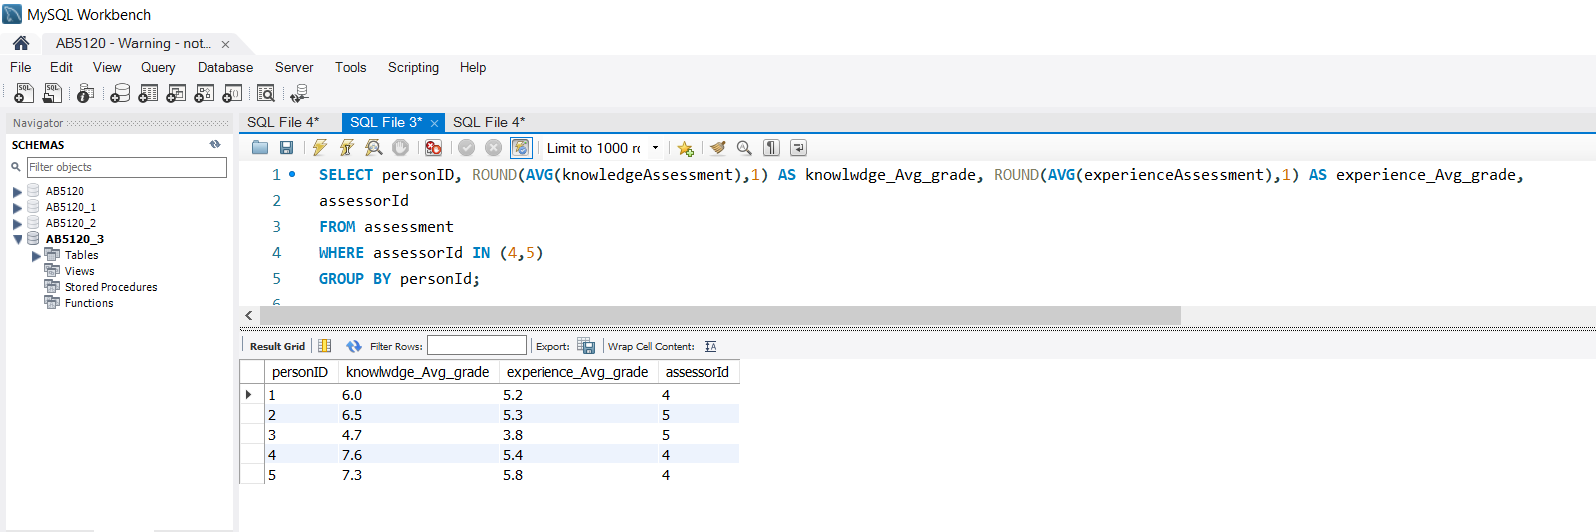 MySQL Workbench
AB5120 - Warning - not... ×
File Edit View Query Database Server Tools Scripting Help
Navigator
SCHEMAS
Filter objects
AB5120
AB5120_1
AB5120_2
AB5120_3
Tables
Views
Stored Procedures
Functions
SQL File 4* SQL File 3* × SQL File 4*
Limit to 1000 rc
1 SELECT personID, ROUND(AVG(knowledgeAssessment),1) AS knowlwdge_Avg_grade, ROUND(AVG(experienceAssessment),1) AS experience_Avg_grade,
2 assessorId
3 FROM assessment
4 WHERE assessorId IN (4,5)
5 GROUP BY personId;
6
Result Grid Filter Rows: Export: Wrap Cell Content:
personID knowlwdge_Avg_grade experience_Avg_grade assessorId
1 6.0 5.2 4
2 6.5 5.3 5
3 4.7 3.8 5
4 7.6 5.4 4
5 7.3 5.8 4